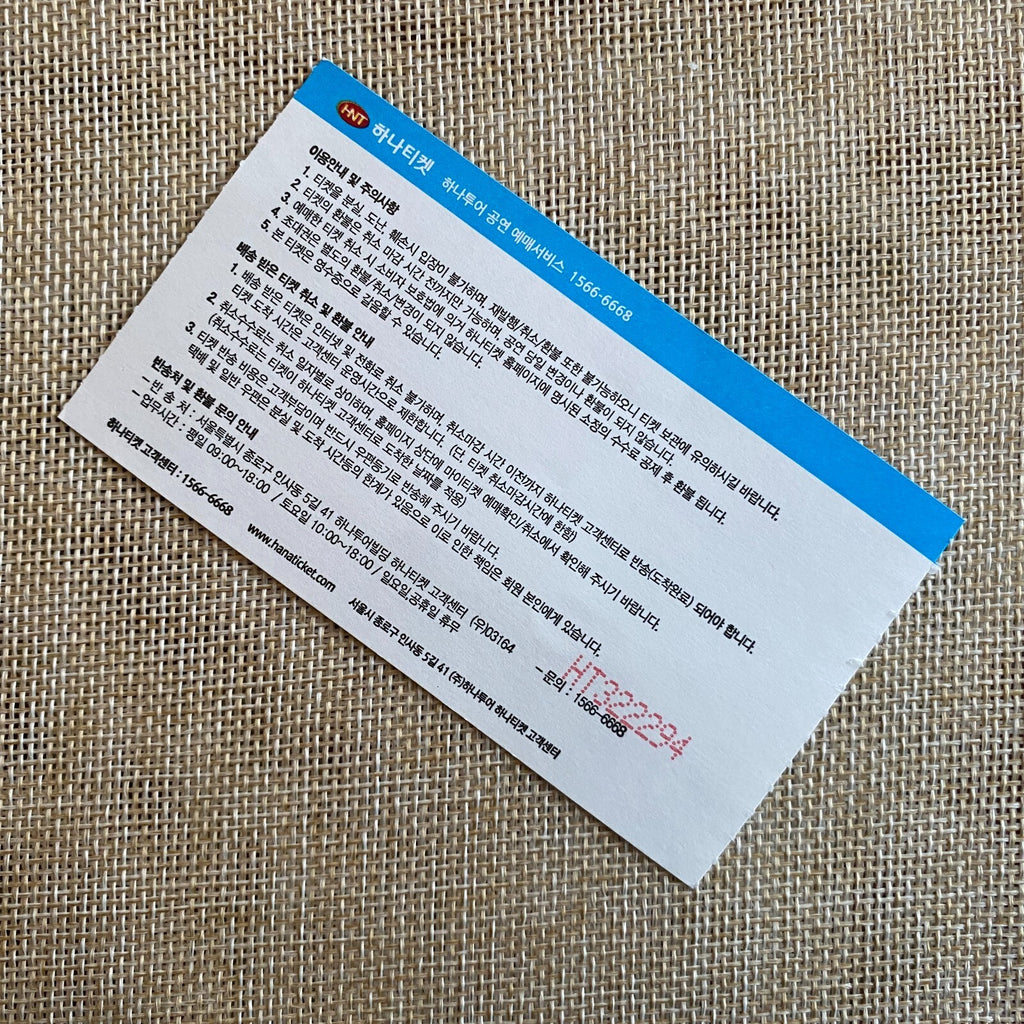 HNT 하나티켓 하나투어 공연 예매서비스 1566-6668
이용안내 및 주의사항
1. 티켓을 분실, 도난, 훼손시 입장이 불가하며, 재발행/취소/환불 또한 불가능하오니 티켓 보관에 유의하시길 바랍니다.
2. 티켓의 환불은 취소 마감 시간 전까지만 가능하며, 공연 당일 변경이나 환불이 되지 않습니다.
3. 예매한 티켓 취소 시 소비자 보호법에 의거 하나티켓 홈페이지에 명시된 소정의 수수료 공제 후 환불 됩니다.
4. 초대권은 별도의 환불/취소/변경이 되지 않습니다.
5. 본 티켓은 영수증으로 갈음할 수 있습니다.
배송 받은 티켓 취소 및 환불 안내
1. 배송 받은 티켓은 인터넷 및 전화로 취소 불가하며, 취소마감 시간 이전까지 하나티켓 고객센터로 반송(도착완료) 되어야 합니다.
티켓 도착 시간은 고객센터 운영시간으로 제한합니다. (단, 티켓 취소마감시간에 한함)
2. 취소수수료는 취소 일자별로 상이하며, 홈페이지 상단에 마이티켓 예매확인/취소에서 확인해 주시기 바랍니다.
(취소수수료는 티켓이 하나티켓 고객센터로 도착한 날짜를 적용)
3. 티켓 반송 비용은 고객부담이며 반드시 우편등기로 반송해 주시기 바랍니다.
택배 및 일반 우편은 분실 및 도착 시간등의 한계가 있음으로 이로 인한 책임은 회원 본인에게 있습니다.
반송처 및 환불 문의 안내
– 반 송 처 : 서울특별시 종로구 인사동 5길 41 하나투어빌딩 하나티켓 고객센터 (우)03164
– 업무시간 : 평일 09:00~18:00 / 토요일 10:00~18:00 / 일요일,공휴일 휴무 – 문의 : 1566-6668
HT322294
하나티켓 고객센터 : 1566-6668 www.hanaticket.com 서울시 종로구 인사동 5길 41 (주)하나투어 하나티켓 고객센터